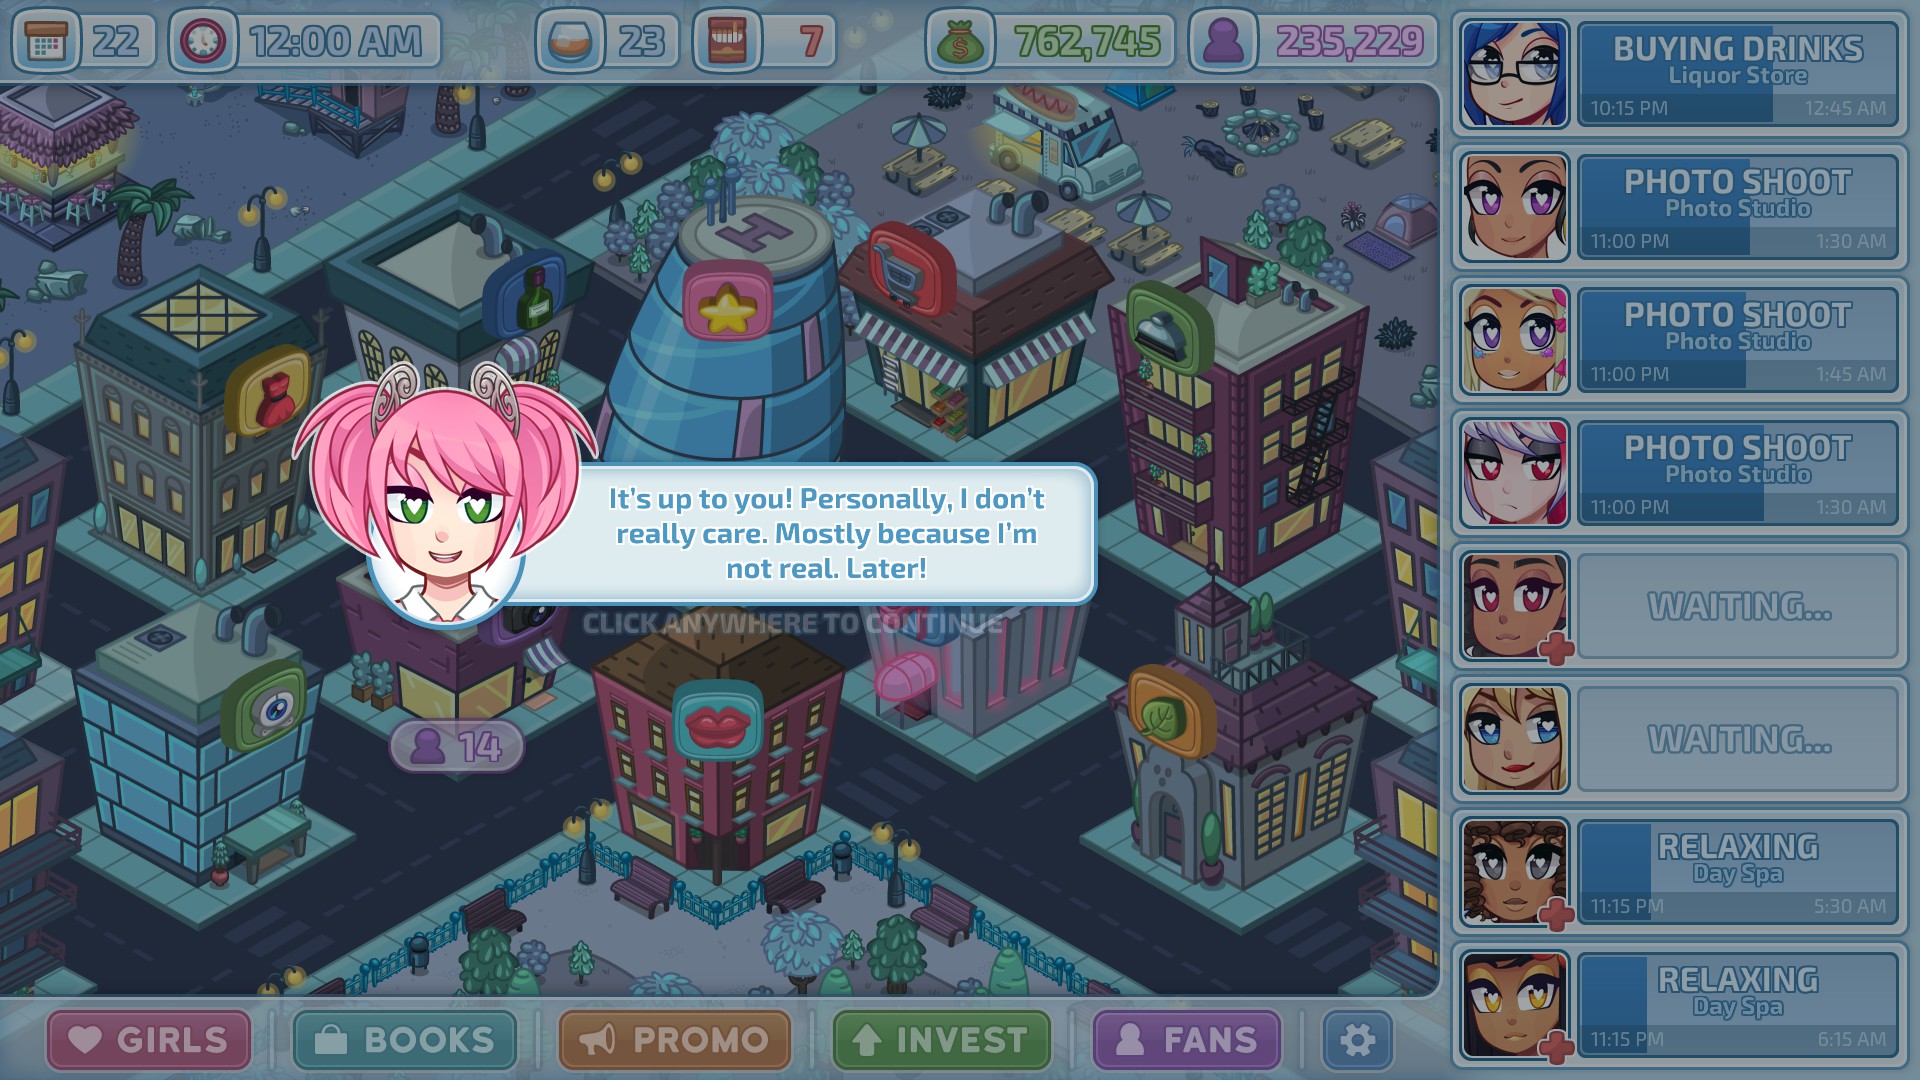 22
12:00 AM
23
7
762,745
235,229
BUYING DRINKS
Liquor Store
10:15 PM
12:45 AM
PHOTO SHOOT
Photo Studio
11:00 PM
1:30 AM
PHOTO SHOOT
Photo Studio
11:00 PM
1:45 AM
PHOTO SHOOT
Photo Studio
11:00 PM
1:30 AM
WAITING...
WAITING...
RELAXING
Day Spa
11:15 PM
5:30 AM
RELAXING
Day Spa
11:15 PM
6:15 AM
H
It's up to you! Personally, I don't
really care. Mostly because I'm
not real. Later!
CLICK ANYWHERE TO CONTINUE
14
GIRLS
BOOKS
PROMO
INVEST
FANS